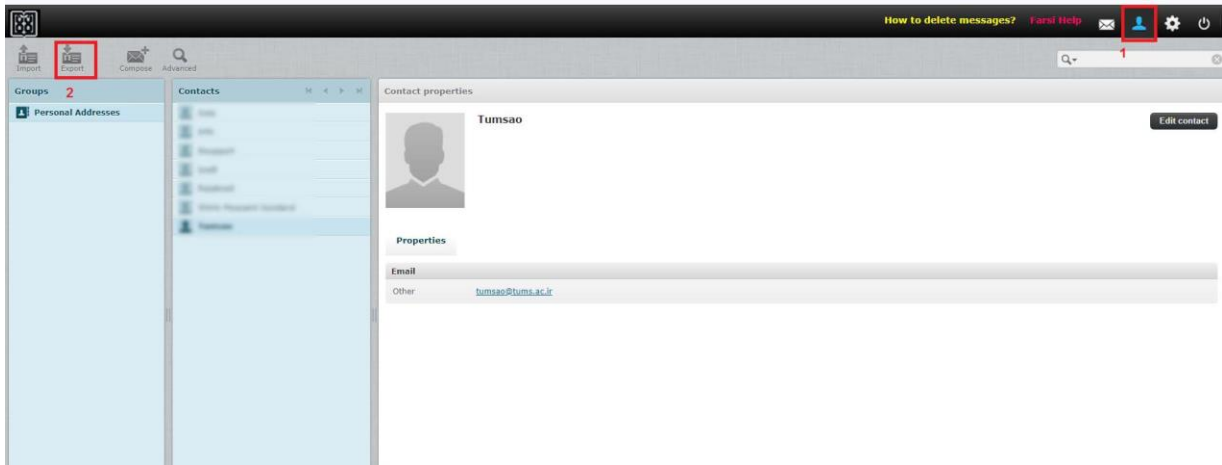 How to delete messages? Farsi Help
1
Import Export Compose Advanced
2
Groups
Personal Addresses
Contacts
Contact properties
Tumsao
Edit contact
Properties
Email
Other tumsao@tums.ac.ir